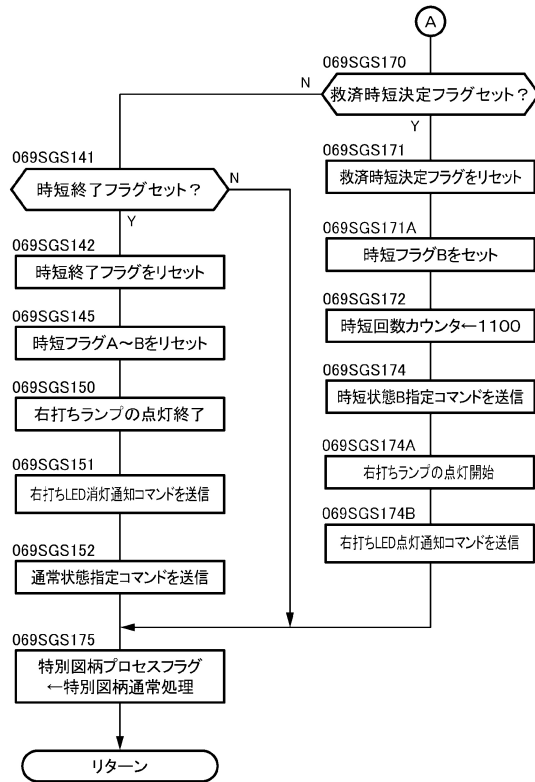 A
069SGS170
救済時短決定フラグセット？
N
Y
069SGS171
救済時短決定フラグをリセット
069SGS171A
時短フラグBをセット
069SGS172
時短回数カウンタ←1100
069SGS174
時短状態B指定コマンドを送信
069SGS174A
右打ちランプの点灯開始
069SGS174B
右打ちLED点灯通知コマンドを送信
069SGS141
時短終了フラグセット？
N
Y
069SGS142
時短終了フラグをリセット
069SGS145
時短フラグA～Bをリセット
069SGS150
右打ちランプの点灯終了
069SGS151
右打ちLED消灯通知コマンドを送信
069SGS152
通常状態指定コマンドを送信
069SGS175
特別図柄プロセスフラグ
←特別図柄通常処理
リターン